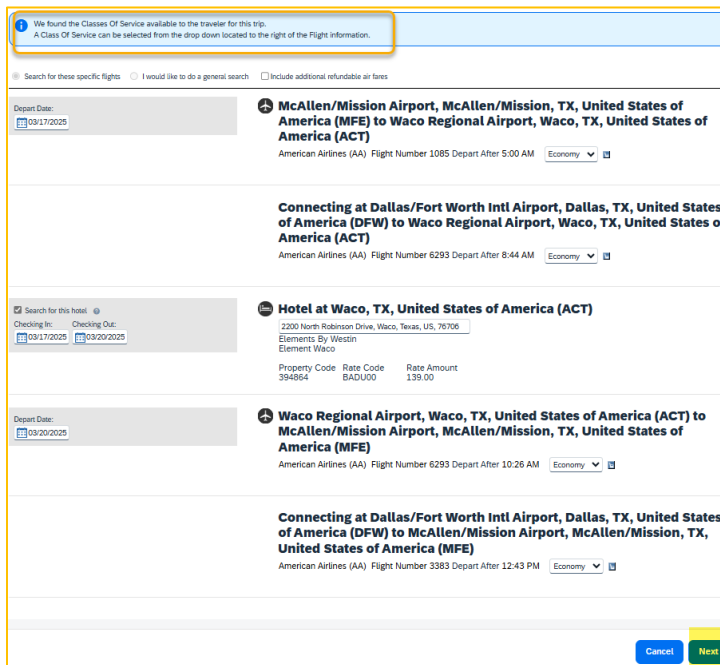 We found the Classes Of Service available to the traveler for this trip.
A Class Of Service can be selected from the drop down located to the right of the Flight information.
Search for these specific flights I would like to do a general search Include additional refundable air fares
Depart Date:
03/17/2025
McAllen/Mission Airport, McAllen/Mission, TX, United States of
America (MFE) to Waco Regional Airport, Waco, TX, United States of
America (ACT)
American Airlines (AA) Flight Number 1085 Depart After 5:00 AM Economy
Connecting at Dallas/Fort Worth Intl Airport, Dallas, TX, United States
of America (DFW) to Waco Regional Airport, Waco, TX, United States o
America (ACT)
American Airlines (AA) Flight Number 6293 Depart After 8:44 AM Economy
Search for this hotel
Checking In: Checking Out:
03/17/2025 03/20/2025
Hotel at Waco, TX, United States of America (ACT)
2200 North Robinson Drive, Waco, Texas, US, 76706
Elements By Westin
Element Waco
Property Code Rate Code Rate Amount
394864 BADU00 139.00
Depart Date:
03/20/2025
Waco Regional Airport, Waco, TX, United States of America (ACT) to
McAllen/Mission Airport, McAllen/Mission, TX, United States of
America (MFE)
American Airlines (AA) Flight Number 6293 Depart After 10:26 AM Economy
Connecting at Dallas/Fort Worth Intl Airport, Dallas, TX, United States
of America (DFW) to McAllen/Mission Airport, McAllen/Mission, TX,
United States of America (MFE)
American Airlines (AA) Flight Number 3383 Depart After 12:43 PM Economy
Cancel Next